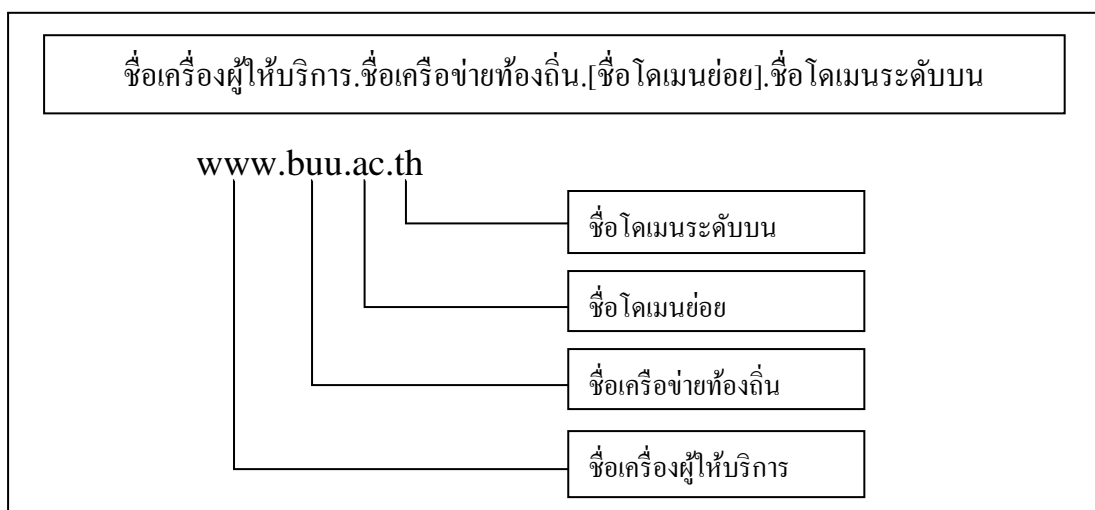 ชื่อเครื่องผู้ให้บริการ.ชื่อเครือข่ายท้องถิ่น.[ชื่อโดเมนย่อย].ชื่อโดเมนระดับบน
www.buu.ac.th
ชื่อโดเมนระดับบน
ชื่อโดเมนย่อย
ชื่อเครือข่ายท้องถิ่น
ชื่อเครื่องผู้ให้บริการ